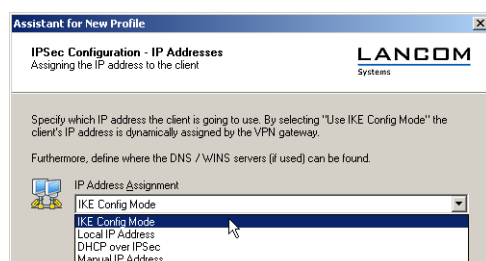 Assistant for New Profile
IPSec Configuration - IP Addresses
Assigning the IP address to the client
LANCOM
Systems
Specify which IP address the client is going to use. By selecting "Use IKE Config Mode" the
client's IP address is dynamically assigned by the VPN gateway.
Furthermore, define where the DNS / WINS servers (if used) can be found.
IP Address Assignment
IKE Config Mode
IKE Config Mode
Local IP Address
DHCP over IPSec
Manual IP Address